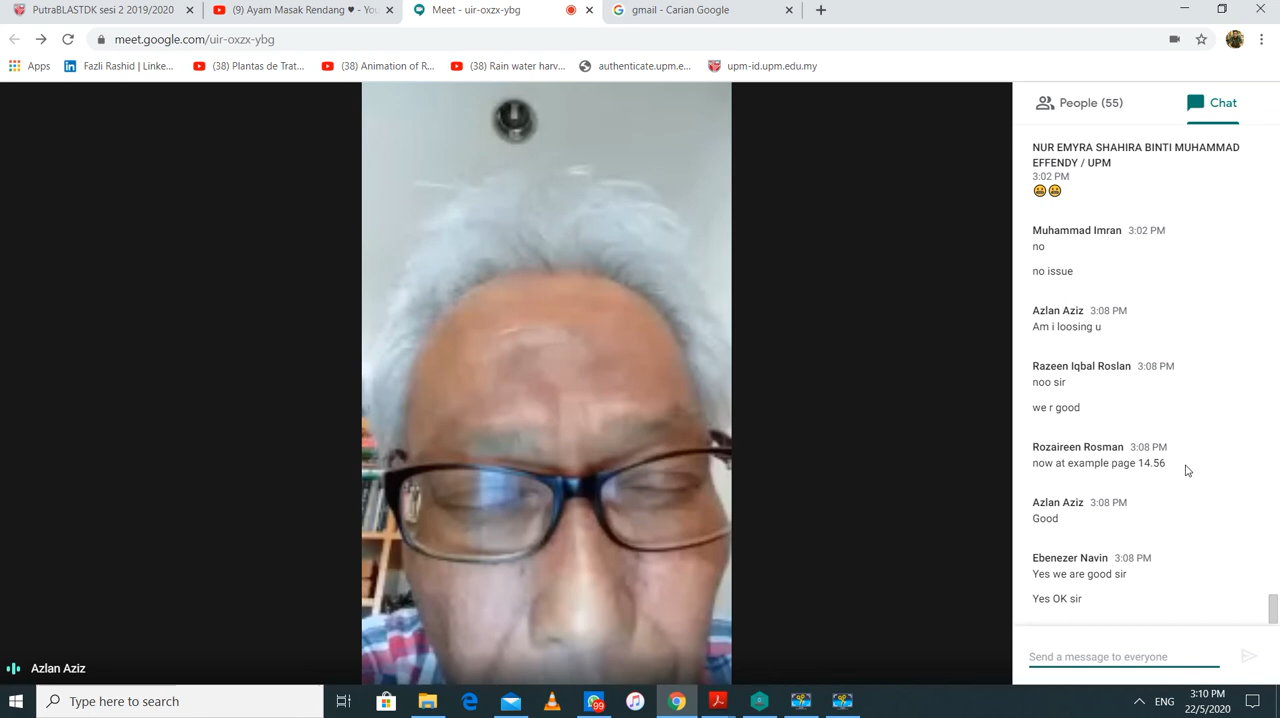 PutraBLASTDK sesi 2 2019/2020
(9) Ayam Masak Rendang ♥ - You
Meet - uir-oxzx-ybg
gmail - Carian Google
meet.google.com/uir-oxzx-ybg
Apps
Fazli Rashid | Linke...
(38) Plantas de Trat...
(38) Animation of R...
(38) Rain water harv...
authenticate.upm.e...
upm-id.upm.edu.my
People (55)
Chat
NUR EMYRA SHAHIRA BINTI MUHAMMAD
EFFENDY / UPM
3:02 PM
😀😀
Muhammad Imran 3:02 PM
no
no issue
Azlan Aziz 3:08 PM
Am i loosing u
Razeen Iqbal Roslan 3:08 PM
noo sir
we r good
Rozaireen Rosman 3:08 PM
now at example page 14.56
Azlan Aziz 3:08 PM
Good
Ebenezer Navin 3:08 PM
Yes we are good sir
Yes OK sir
Send a message to everyone
Azlan Aziz
Type here to search
99
ENG
3:10 PM
22/5/2020